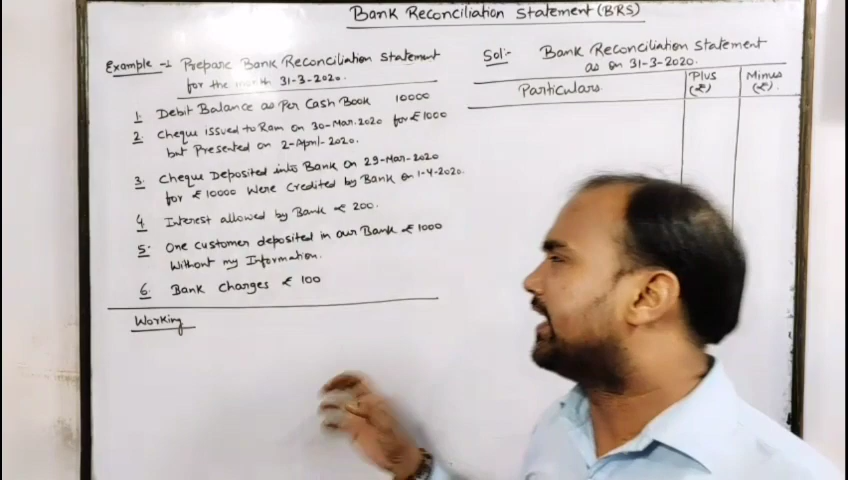 Bank Reconciliation Statement (BRS)
Example -1 Prepare Bank Reconciliation Statement
for the month 31-3-2020.
1. Debit Balance as Per Cash Book 10000
2. Cheque issued to Ram on 30-Mar.2020 for ₹1000
but Presented on 2-April-2020.
3. Cheque Deposited into Bank on 29-Mar-2020
for ₹10000 Were Credited by Bank on 1-4-2020.
4. Interest allowed by Bank ₹ 200.
5. One customer deposited in our Bank ₹1000
Without my Information.
6. Bank Charges ₹ 100
Working
Sol:- Bank Reconciliation Statement
as on 31-3-2020.
Particulars Plus Minus
(₹) (₹).